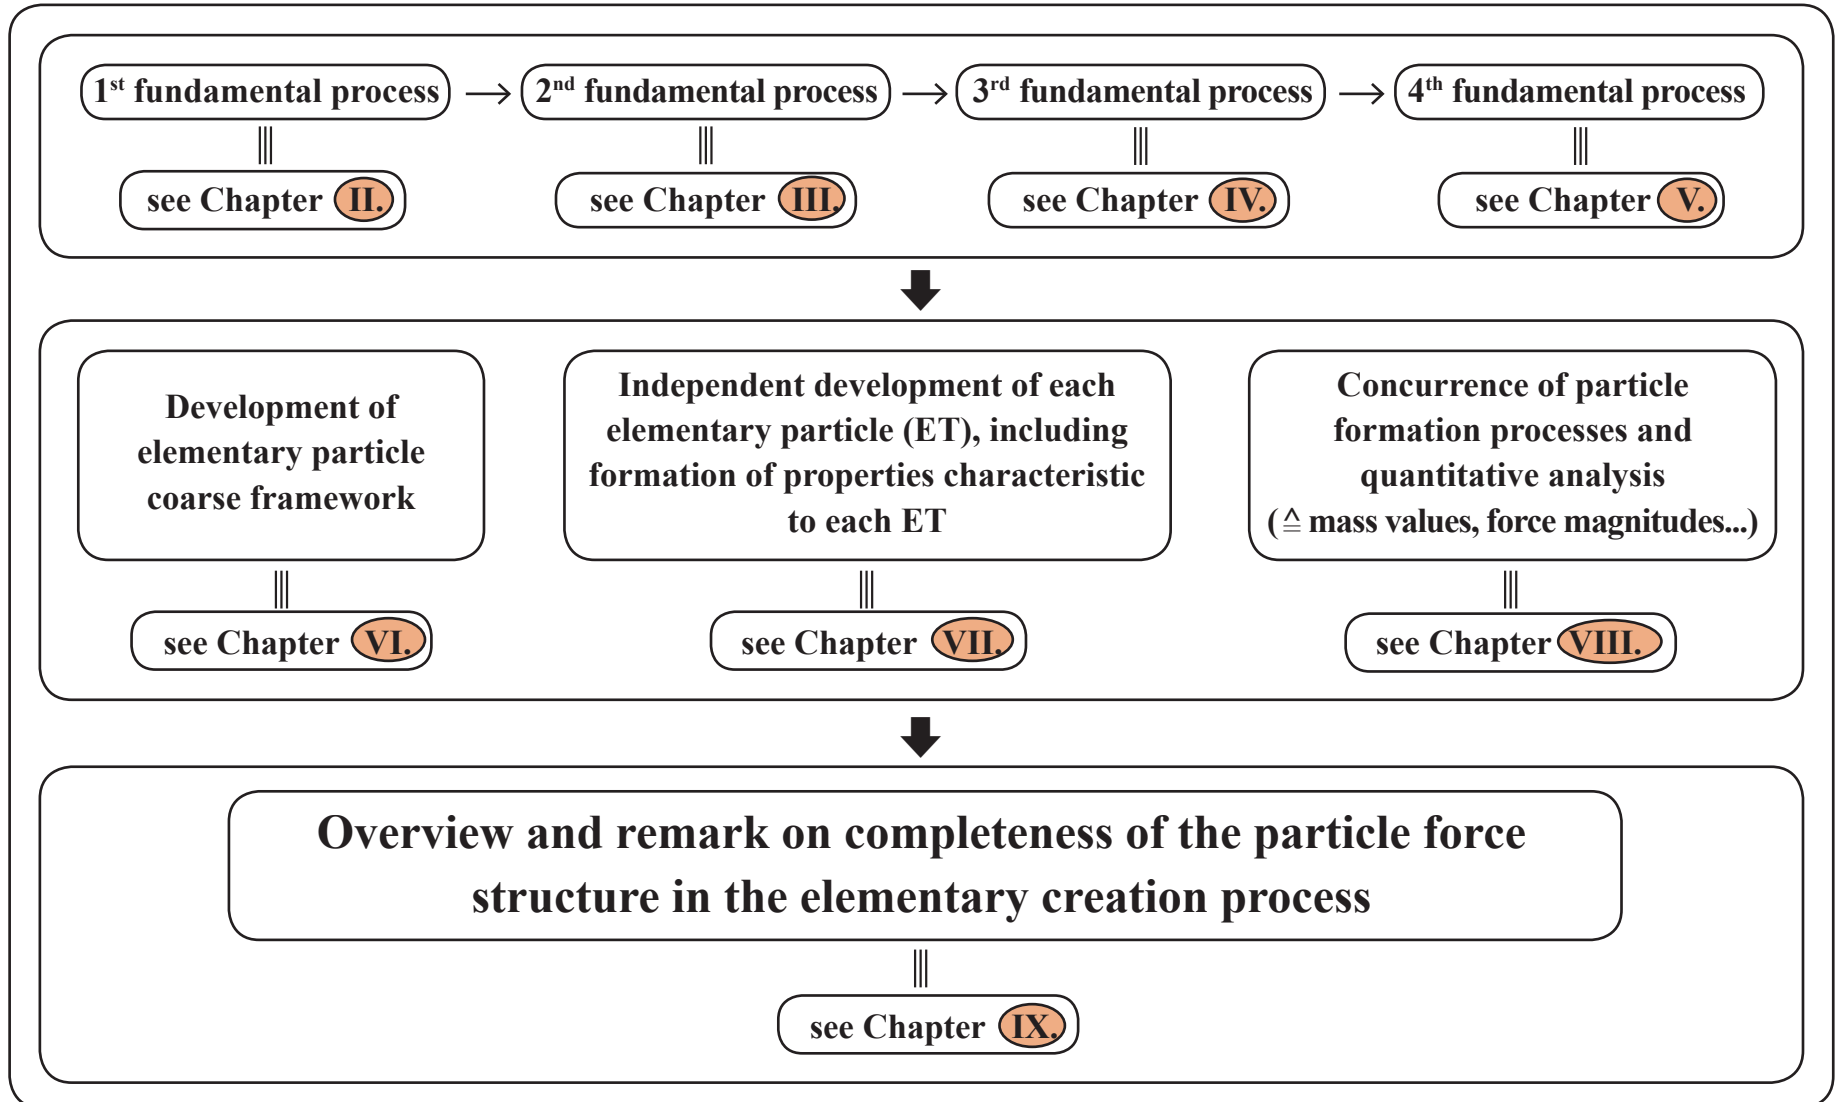 1st fundamental process → 2nd fundamental process → 3rd fundamental process → 4th fundamental process
see Chapter II. see Chapter III. see Chapter IV. see Chapter V.
Development of
elementary particle
coarse framework
Independent development of each
elementary particle (ET), including
formation of properties characteristic
to each ET
Concurrence of particle
formation processes and
quantitative analysis
(≙ mass values, force magnitudes...)
see Chapter VI. see Chapter VII. see Chapter VIII.
Overview and remark on completeness of the particle force
structure in the elementary creation process
see Chapter IX.